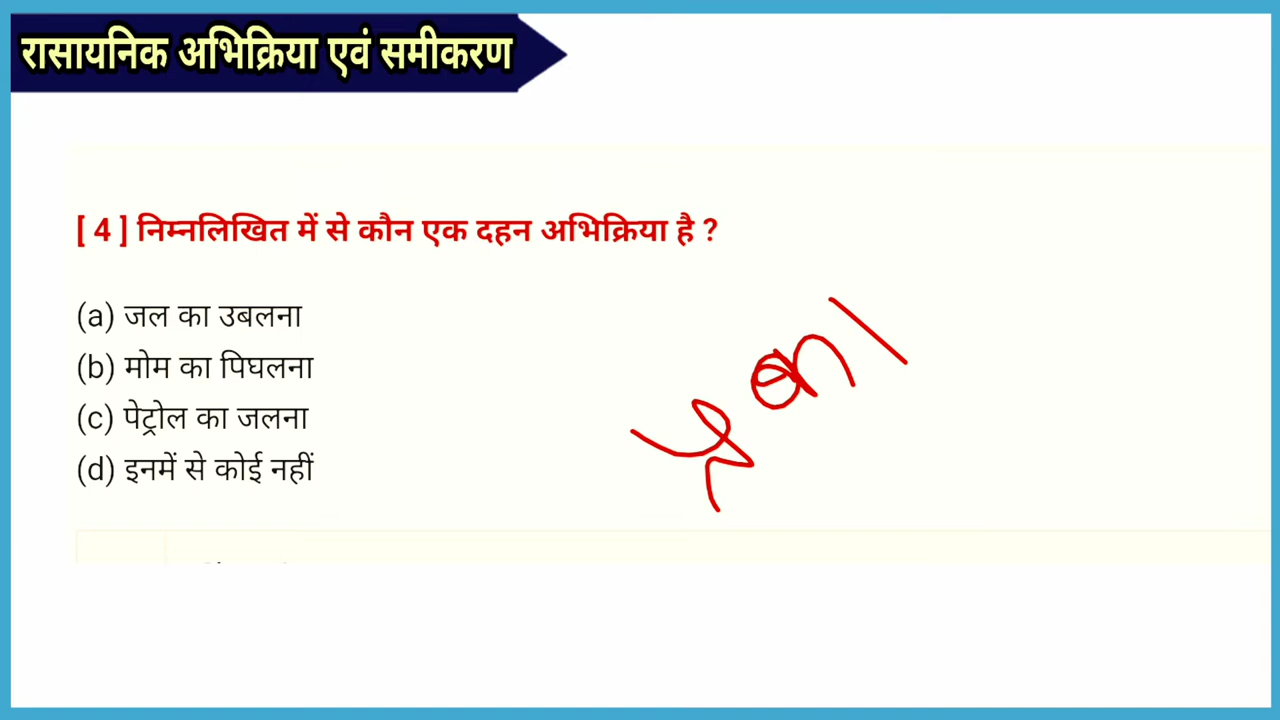 रासायनिक अभिक्रिया एवं समीकरण
[ 4 ] निम्नलिखित में से कौन एक दहन अभिक्रिया है ?
(a) जल का उबलना
(b) मोम का पिघलना
(c) पेट्रोल का जलना
(d) इनमें से कोई नहीं